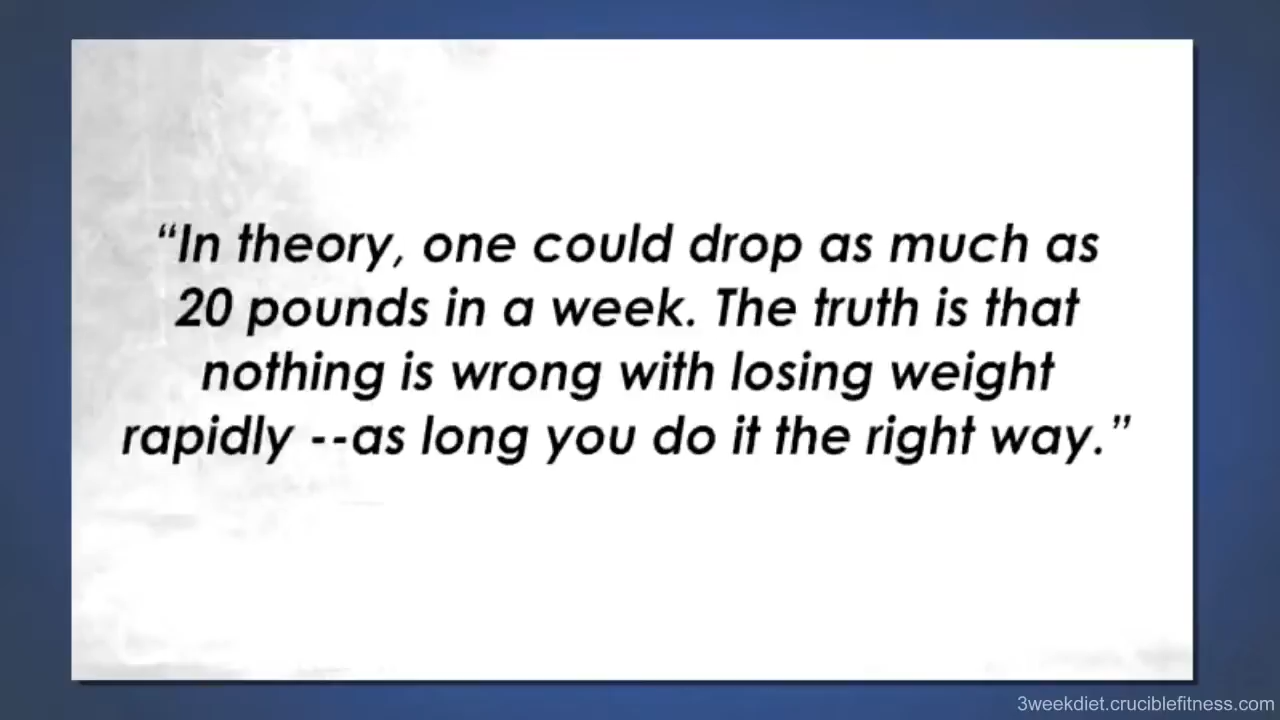 “In theory, one could drop as much as
20 pounds in a week. The truth is that
nothing is wrong with losing weight
rapidly --as long you do it the right way.”
3weekdiet.cruciblefitness.com